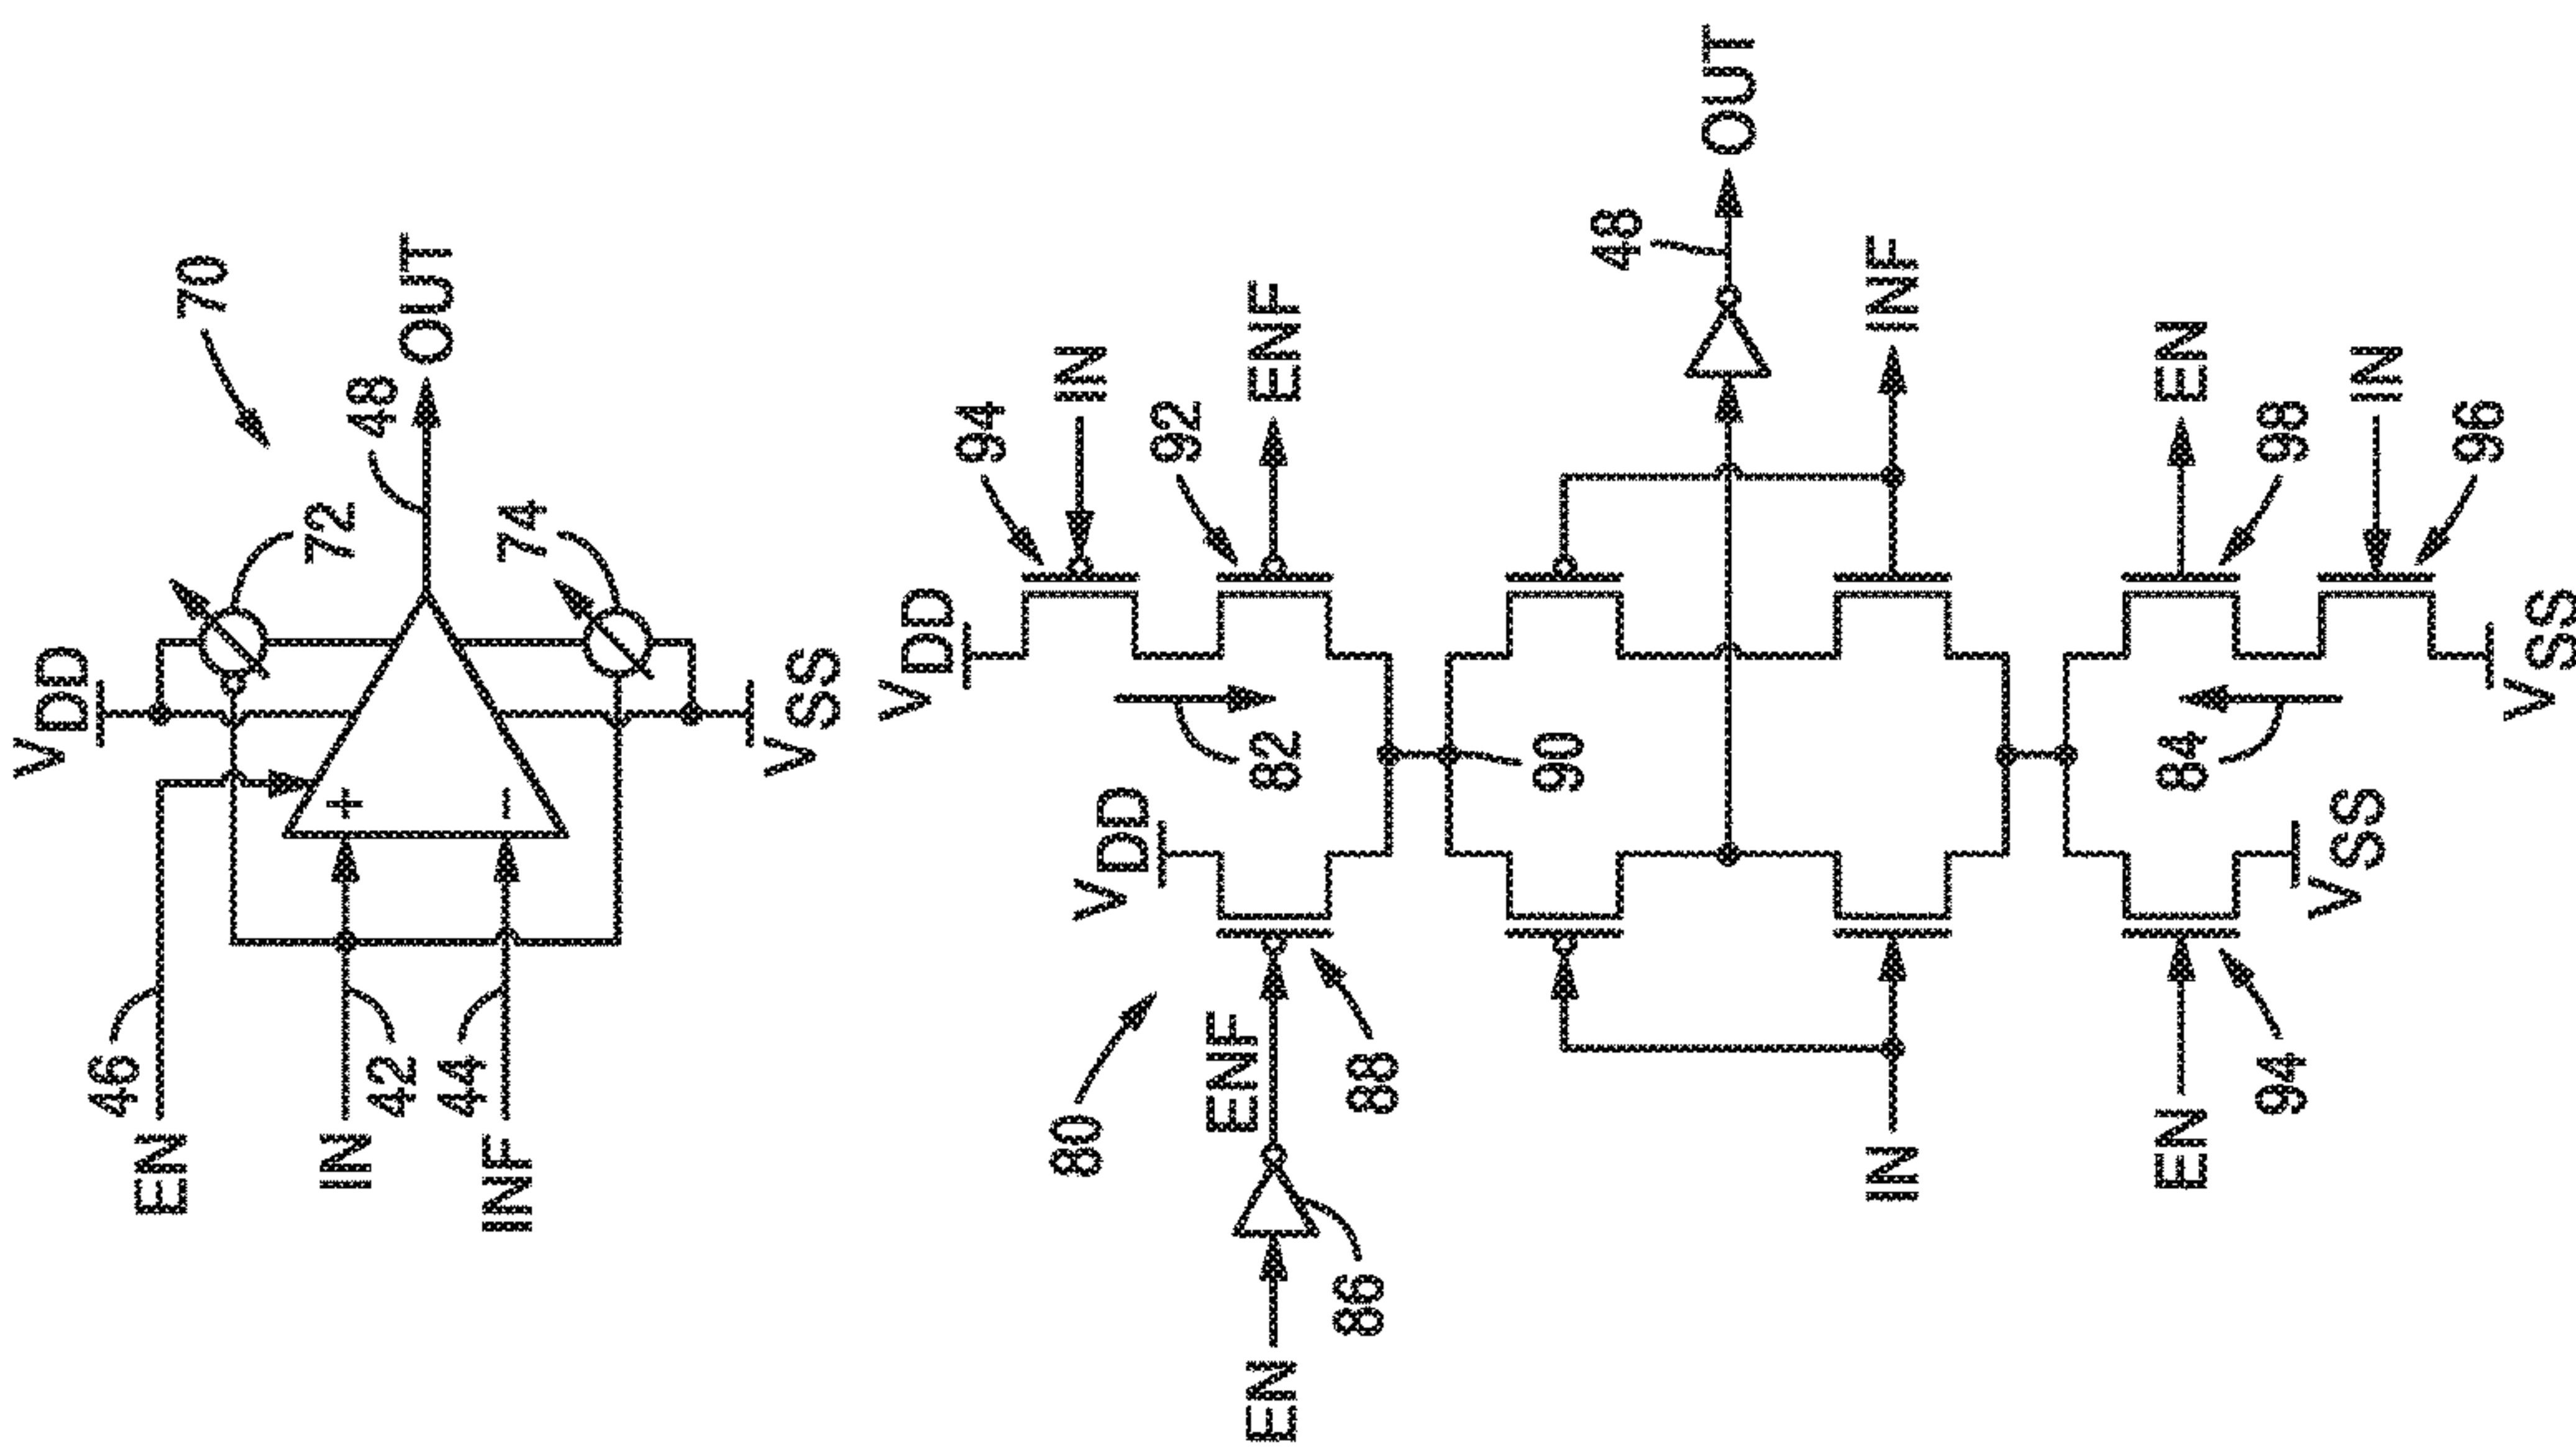 70
VDD
EN
46
IN
42
44
INF
72
48
OUT
74
VSS
80
VDD
VDD
94
IN
82
92
ENF
EN
86
ENF
88
90
48
OUT
IN
INF
EN
94
VSS
84
98
EN
IN
96
VSS